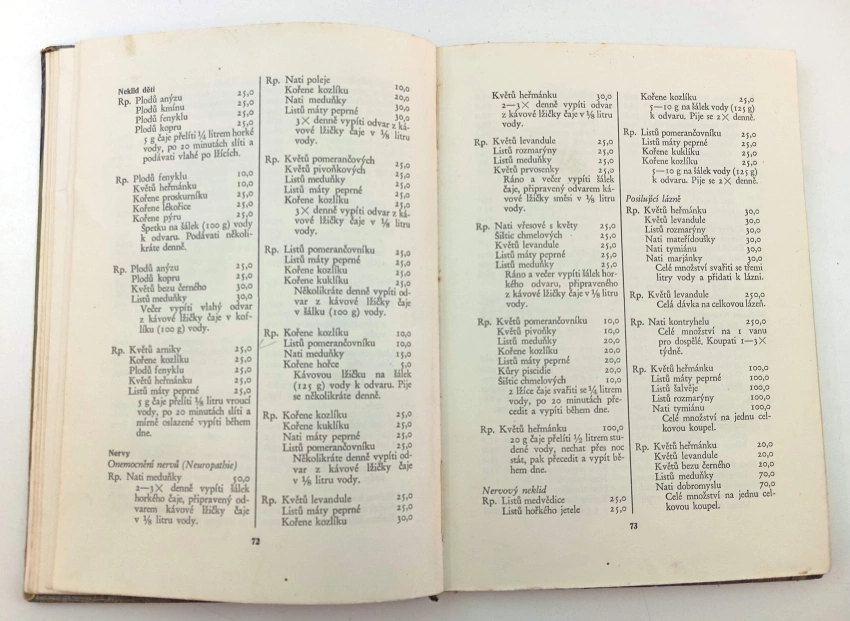 Neklid dětí
Rp. Plodů anýzu 25,0
Plodů kmínu 25,0
Plodů fenyklu 25,0
Plodů kopru 25,0
5 g čaje přelíti ¼ litrem horké
vody, po 20 minutách slíti a
podávati vlahé po lžících.
Rp. Plodů fenyklu 10,0
Květů heřmánku 10,0
Kořene proskurníku 25,0
Kořene lékořice 25,0
Kořene pýru 25,0
Špetku na šálek (100 g) vody
k odvaru. Podávati několi-
kráte denně.
Rp. Plodů anýzu 25,0
Plodů kopru 25,0
Květů bezu černého 30,0
Listů meduňky 30,0
Večer vypíti vlahý odvar
z kávové lžičky čaje v kof-
líku (100 g) vody.
Rp. Květů arniky 25,0
Kořene kozlíku 25,0
Plodů fenyklu 25,0
Květů heřmánku 25,0
Listů máty peprné 25,0
5 g čaje přelíti ¼ litrem vroucí
vody, po 20 minutách slíti a
mírně oslazené vypíti během
dne.
Nervy
Onemocnění nervů (Neuropathie)
Rp. Nati meduňky 50,0
2—3× denně vypíti šálek
horkého čaje, připravený od-
varem kávové lžičky čaje
v ⅛ litru vody.
Rp. Nati poleje
Kořene kozlíku 10,0
Nati meduňky 20,0
Listů máty peprné 30,0
3× denně vypíti odvar z ká-
vové lžičky čaje v ⅛ litru
vody.
Rp. Květů pomerančových
Květů pivoňkových 25,0
Listů meduňky 25,0
Listů máty peprné 25,0
Kořene kozlíku 25,0
3× denně vypíti odvar z ká-
vové lžičky čaje v ⅛ litru
vody.
Rp. Listů pomerančovníku
Listů máty peprné 25,0
Kořene kozlíku 25,0
Kořene kuklíku 25,0
Několikráte denně vypíti od-
var z kávové lžičky čaje
v šálku (100 g) vody.
Rp. Kořene kozlíku 10,0
Listů pomerančovníku 10,0
Nati meduňky 15,0
Kořene hořce 5,0
Kávovou lžičku na šálek
(125 g) vody k odvaru. Pije
se několikráte denně.
Rp. Kořene kozlíku 25,0
Kořene kuklíku 25,0
Nati máty peprné 25,0
Listů pomerančovníku 25,0
Několikráte denně vypíti od-
var z kávové lžičky čaje
v ⅛ litru vody.
Rp. Květů levandule 25,0
Listů máty peprné 25,0
Kořene kozlíku 30,0
72
Květů heřmánku 30,0
2—3× denně vypíti odvar
z kávové lžičky čaje v ⅛ litru
vody.
Rp. Květů levandule 25,0
Listů rozmarýny 25,0
Listů meduňky 25,0
Květů prvosenky 25,0
Ráno a večer vypíti šálek
čaje, připravený odvarem ká-
vové lžičky směsi v ⅛ litru
vody.
Rp. Nati vřesové s květy 25,0
Šištic chmelových 25,0
Květů levandule 25,0
Listů máty peprné 25,0
Listů meduňky 25,0
Ráno a večer vypíti šálek hor-
kého odvaru, připraveného
z kávové lžičky čaje v ⅛ litru
vody.
Rp. Květů pomerančovníku 10,0
Květů pivoňky 10,0
Listů meduňky 20,0
Kořene kozlíku 20,0
Listů máty peprné 20,0
Kůry piscidie 20,0
Šištic chmelových 10,0
2 lžíce čaje svařiti se ¼ litrem
vody, po 20 minutách pře-
cedit a vypíti během dne.
Rp. Květů heřmánku 100,0
20 g čaje přelíti ½ litrem stu-
dené vody, nechat přes noc
stát, pak přecedit a vypít bě-
hem dne.
Nervový neklid
Rp. Listů medvědice 25,0
Listů hořkého jetele 25,0
Kořene kozlíku 25,0
5—10 g na šálek vody (125 g)
k odvaru. Pije se 2× denně.
Rp. Listů pomerančovníku 25,0
Listů máty peprné 25,0
Kořene kuklíku 25,0
Kořene kozlíku 25,0
5—10 g na šálek vody (125 g)
k odvaru. Pije se 2× denně.
Posilující lázně
Rp. Květů heřmánku 30,0
Květů levandule 30,0
Listů rozmarýny 30,0
Nati mateřídoušky 30,0
Nati tymiánu 30,0
Nati marjánky 30,0
Celé množství svařiti se třemi
litry vody a přidati k lázni.
Rp. Květů levandule 250,0
Celá dávka na celkovou lázeň.
Rp. Nati kontryhelu 250,0
Celé množství na 1 vanu
pro dospělé. Koupati 1—3×
týdně.
Rp. Květů heřmánku 100,0
Listů máty peprné 100,0
Listů šalvěje 100,0
Listů rozmarýny 100,0
Nati tymiánu 100,0
Celé množství na jednu cel-
kovou koupel.
Rp. Květů heřmánku 20,0
Květů levandule 20,0
Květů bezu černého 20,0
Listů meduňky 70,0
Nati dobromyslu 70,0
Celé množství na jednu cel-
kovou koupel.
73